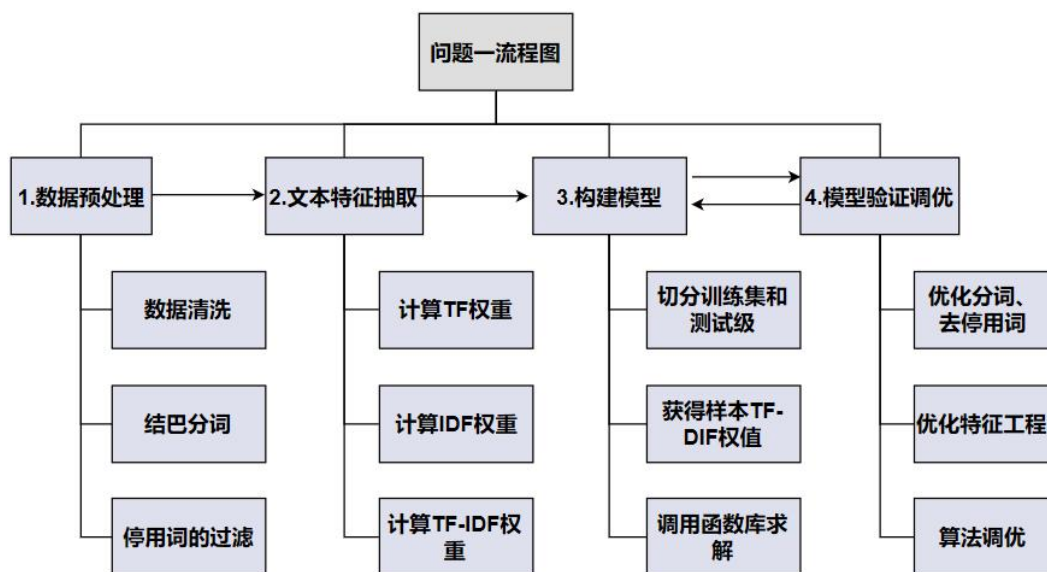 问题一流程图
1.数据预处理
2.文本特征抽取
3.构建模型
4.模型验证调优
数据清洗
计算TF权重
切分训练集和
测试级
优化分词、
去停用词
结巴分词
计算IDF权重
获得样本TF-
DIF权值
优化特征工程
停用词的过滤
计算TF-IDF权
重
调用函数库求
解
算法调优